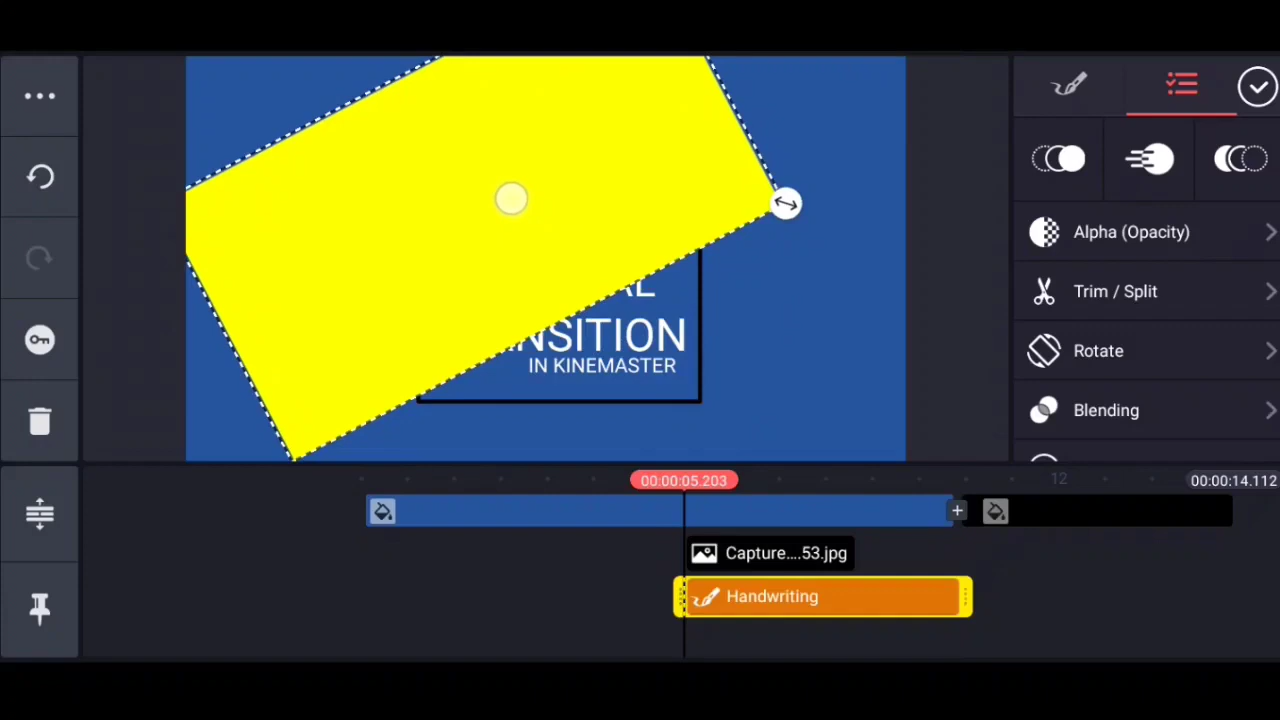 Alpha (Opacity)
Trim / Split
Rotate
Blending
IN KINEMASTER
00:00:05.203
12
00:00:14.112
Capture....53.jpg
Handwriting